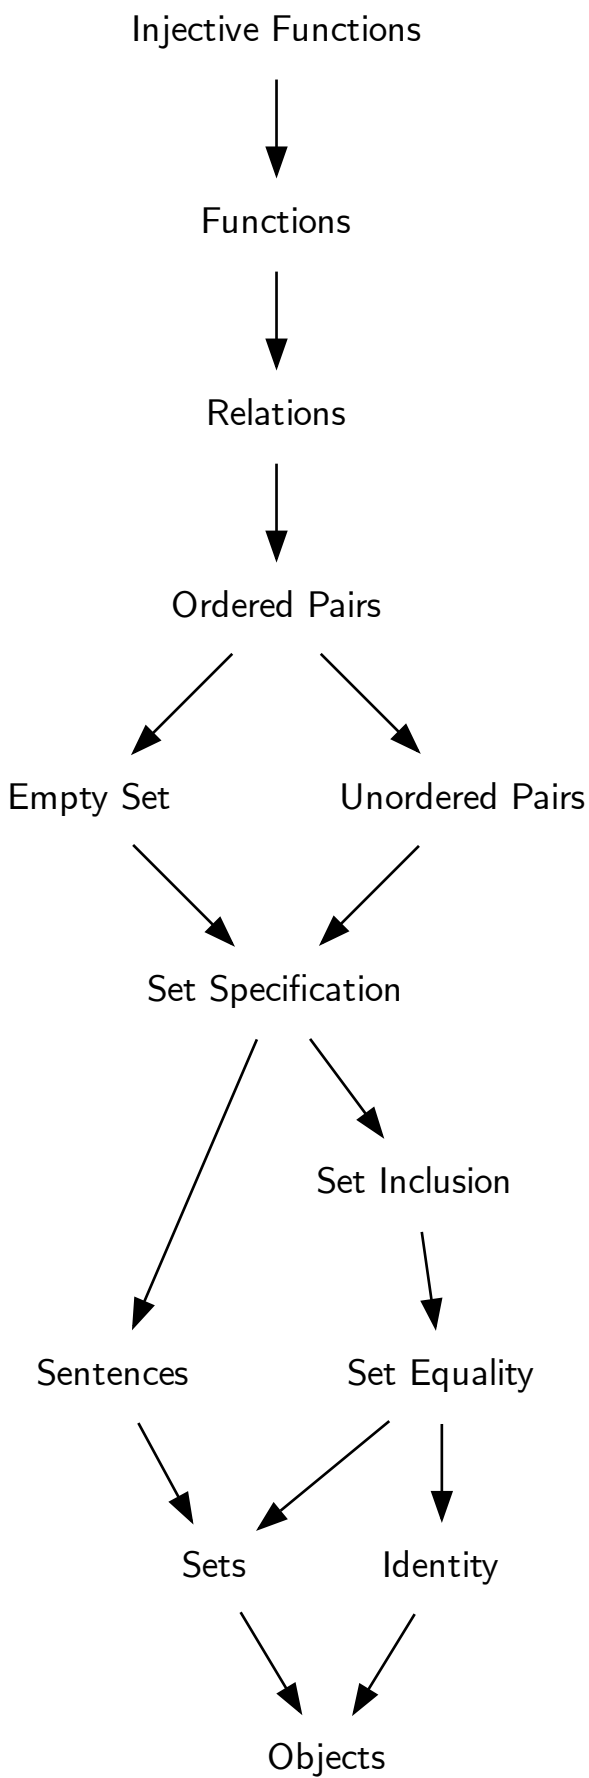 Injective Functions
Functions
Relations
Ordered Pairs
Empty Set
Unordered Pairs
Set Specification
Set Inclusion
Sentences
Set Equality
Sets
Identity
Objects